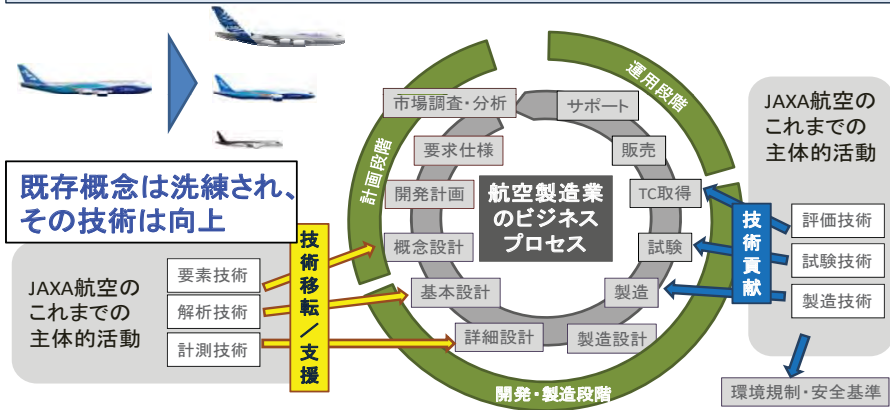 既存概念は洗練され、
その技術は向上
JAXA航空の
これまでの
主体的活動
要素技術
解析技術
計測技術
技術移転／支援
計画段階
運用段階
開発・製造段階
市場調査・分析
要求仕様
開発計画
概念設計
基本設計
詳細設計
製造設計
製造
試験
TC取得
販売
サポート
航空製造業
のビジネス
プロセス
技術貢献
JAXA航空の
これまでの
主体的活動
評価技術
試験技術
製造技術
環境規制・安全基準